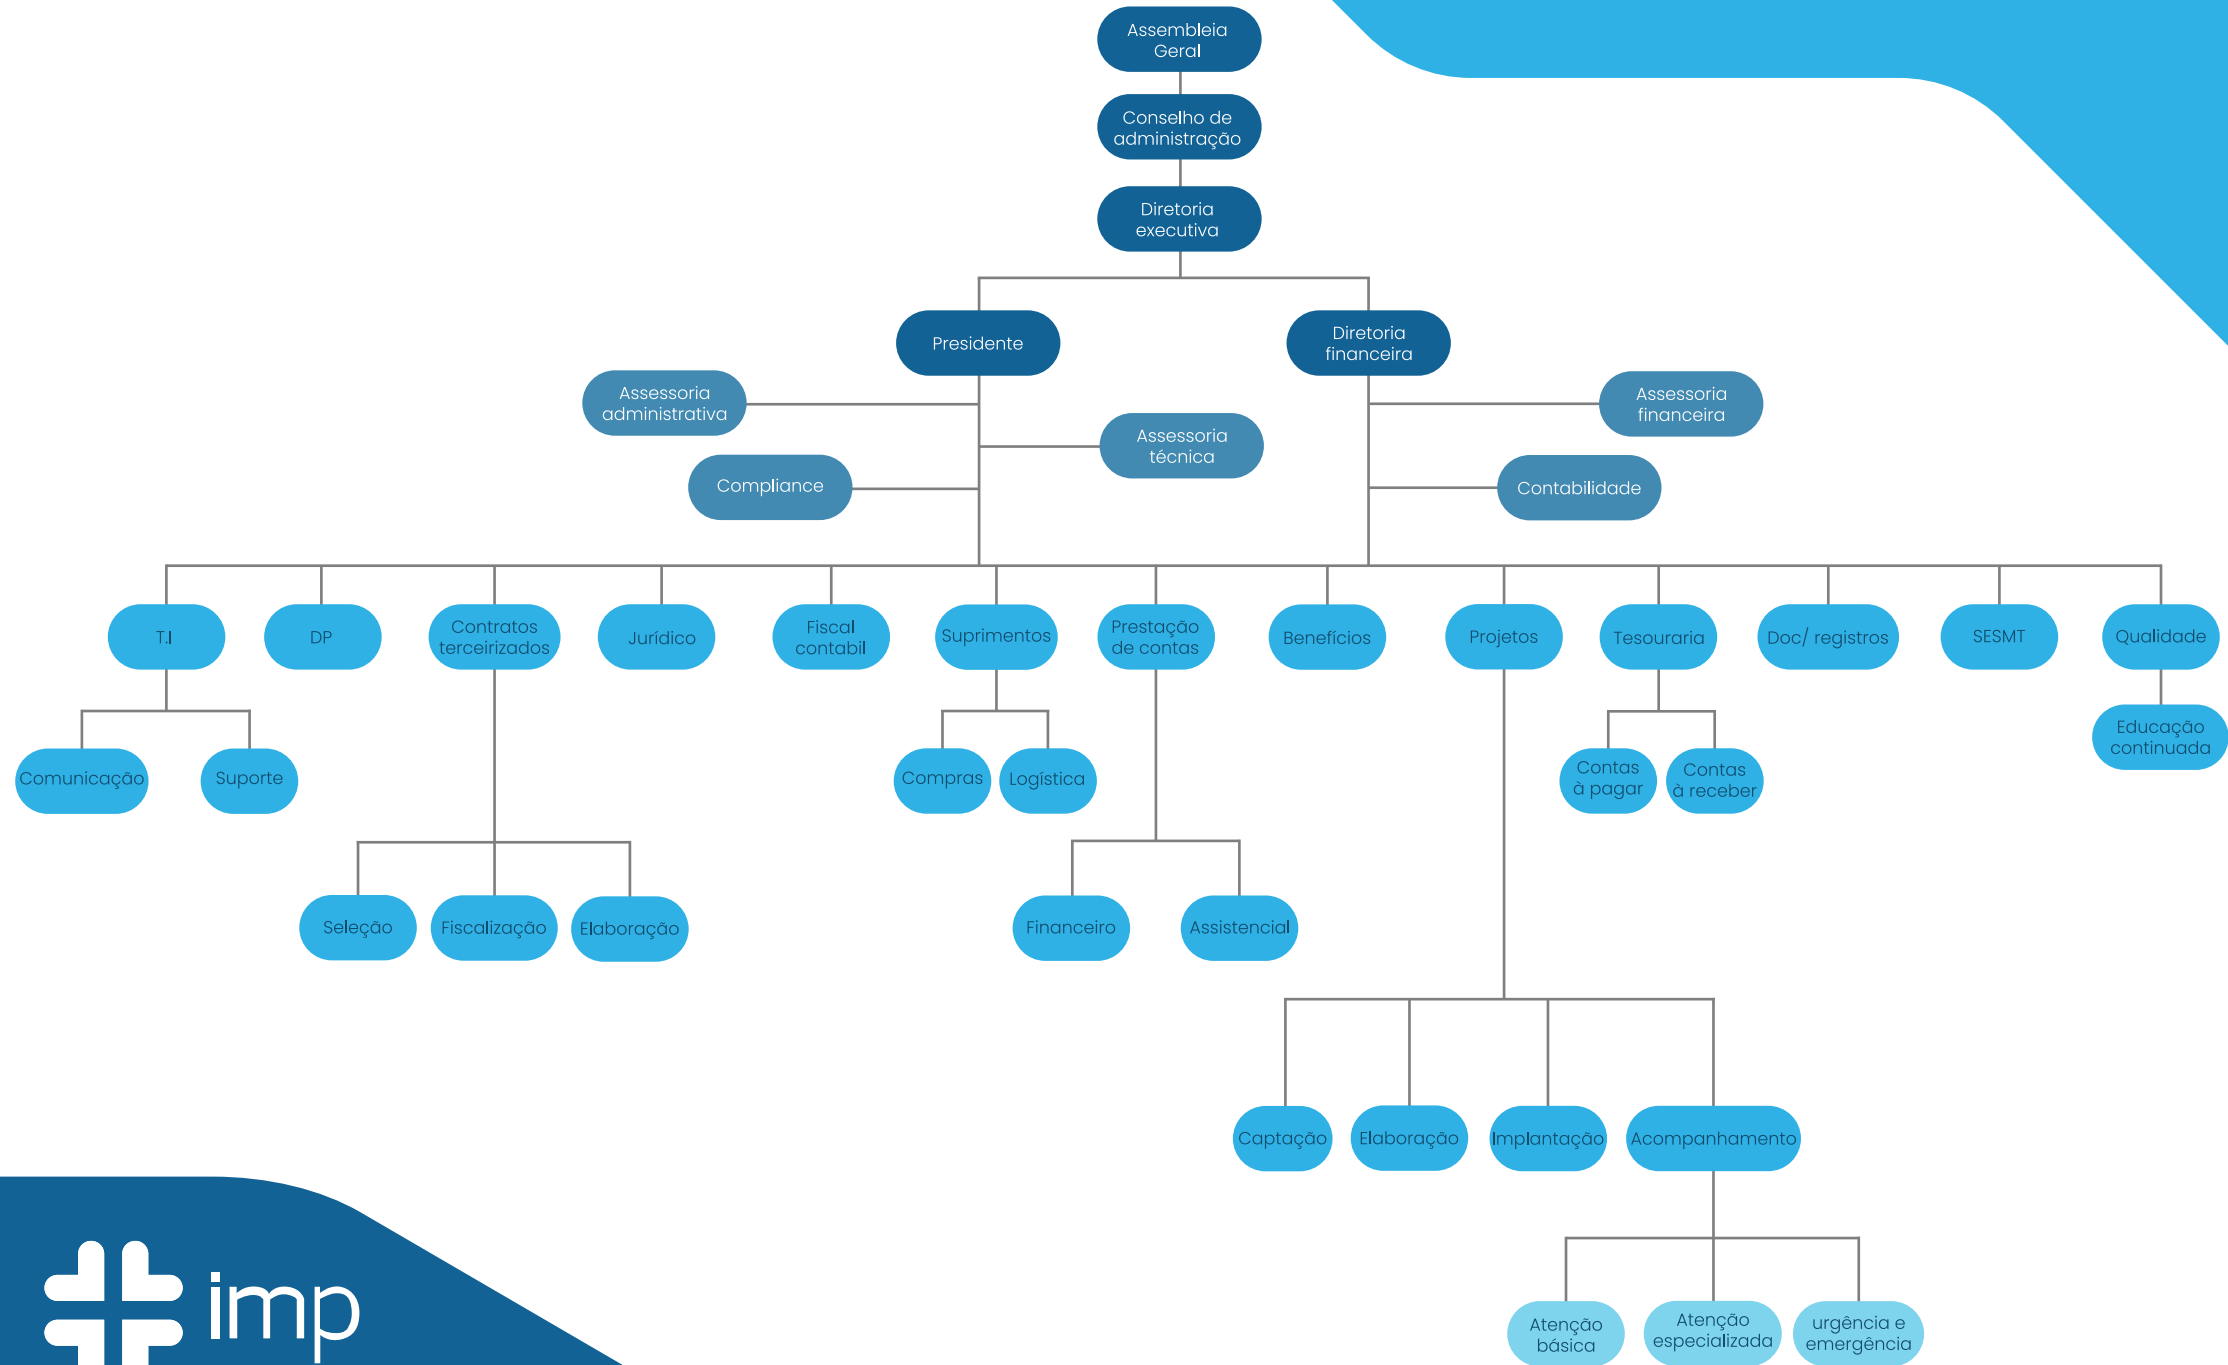 Assembleia
Geral
Conselho de
administração
Diretoria
executiva
Presidente
Diretoria
financeira
Assessoria
administrativa
Assessoria
financeira
Assessoria
técnica
Compliance
Contabilidade
T.I
DP
Contratos
terceirizados
Jurídico
Fiscal
contabil
Suprimentos
Prestação
de contas
Benefícios
Projetos
Tesouraria
Doc/ registros
SESMT
Qualidade
Comunicação
Suporte
Compras
Logística
Contas
à pagar
Contas
à receber
Educação
continuada
Seleção
Fiscalização
Elaboração
Financeiro
Assistencial
Captação
Elaboração
Implantação
Acompanhamento
Atenção
básica
Atenção
especializada
urgência e
emergência
imp